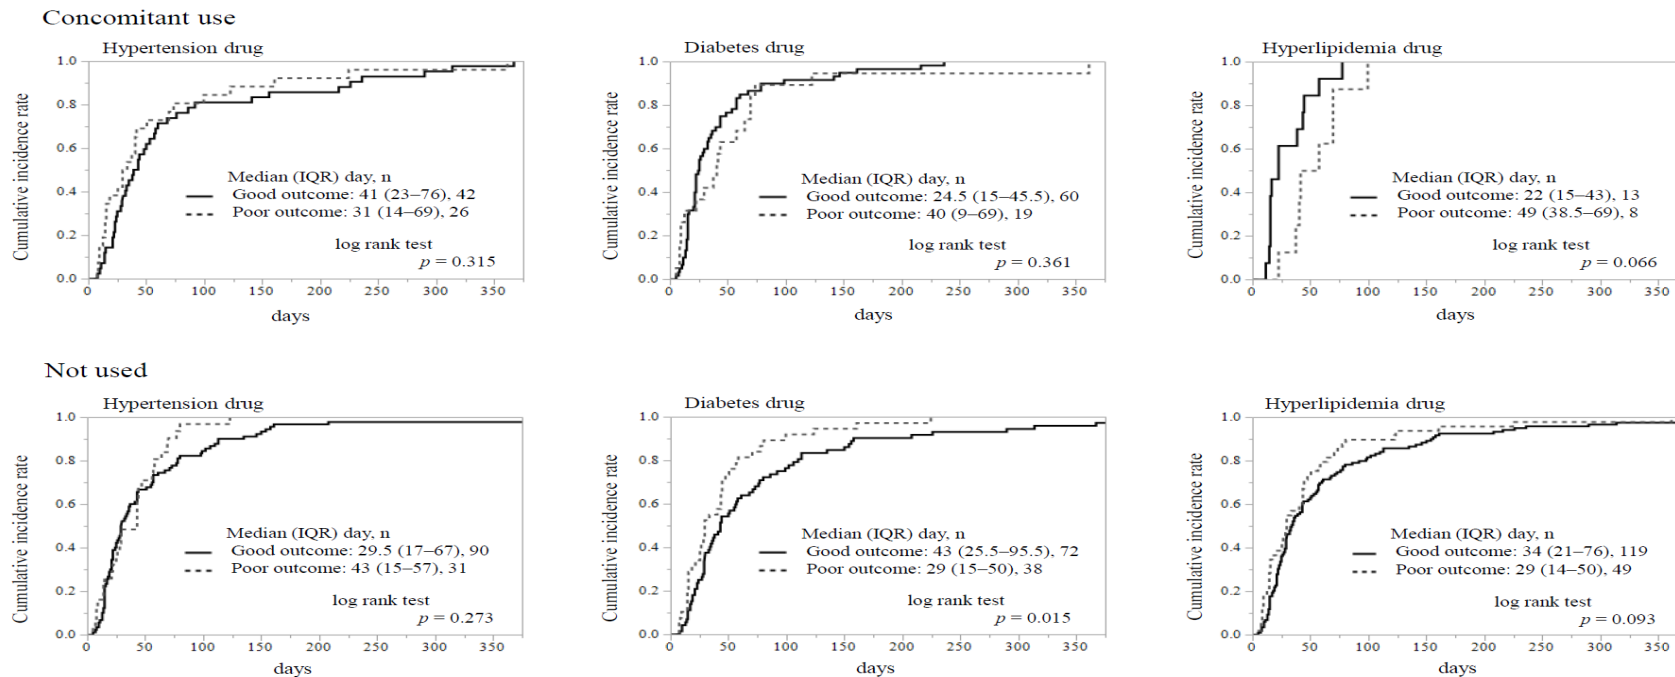 Concomitant use
Hypertension drug
Cumulative incidence rate
1.0
0.8
0.6
0.4
0.2
0.0
Median (IQR) day, n
Good outcome: 41 (23–76), 42
Poor outcome: 31 (14–69), 26
log rank test
p = 0.315
0 50 100 150 200 250 300 350
days
Diabetes drug
Cumulative incidence rate
1.0
0.8
0.6
0.4
0.2
0.0
Median (IQR) day, n
Good outcome: 24.5 (15–45.5), 60
Poor outcome: 40 (9–69), 19
log rank test
p = 0.361
0 50 100 150 200 250 300 350
days
Hyperlipidemia drug
Cumulative incidence rate
1.0
0.8
0.6
0.4
0.2
0.0
Median (IQR) day, n
Good outcome: 22 (15–43), 13
Poor outcome: 49 (38.5–69), 8
log rank test
p = 0.066
0 50 100 150 200 250 300 350
days
Not used
Hypertension drug
Cumulative incidence rate
1.0
0.8
0.6
0.4
0.2
0.0
Median (IQR) day, n
Good outcome: 29.5 (17–67), 90
Poor outcome: 43 (15–57), 31
log rank test
p = 0.273
0 50 100 150 200 250 300 350
days
Diabetes drug
Cumulative incidence rate
1.0
0.8
0.6
0.4
0.2
0.0
Median (IQR) day, n
Good outcome: 43 (25.5–95.5), 72
Poor outcome: 29 (15–50), 38
log rank test
p = 0.015
0 50 100 150 200 250 300 350
days
Hyperlipidemia drug
Cumulative incidence rate
1.0
0.8
0.6
0.4
0.2
0.0
Median (IQR) day, n
Good outcome: 34 (21–76), 119
Poor outcome: 29 (14–50), 49
log rank test
p = 0.093
0 50 100 150 200 250 300 350
days